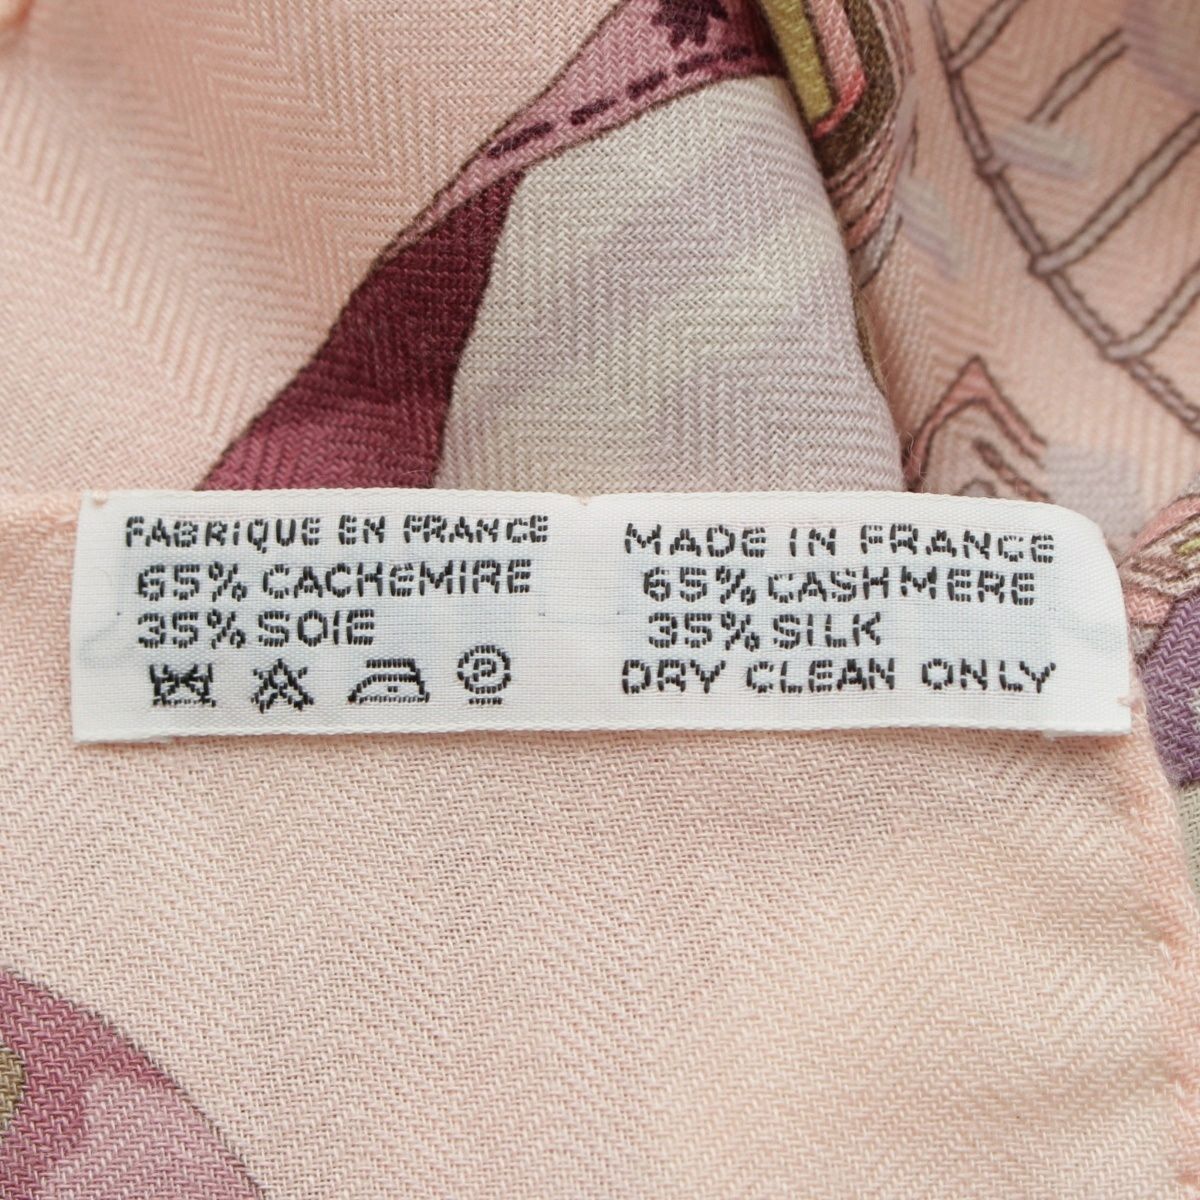 FABRIQUE EN FRANCE
65% CACHEMIRE
35% SOIE
P
MADE IN FRANCE
65% CASHMERE
35% SILK
DRY CLEAN ONLY